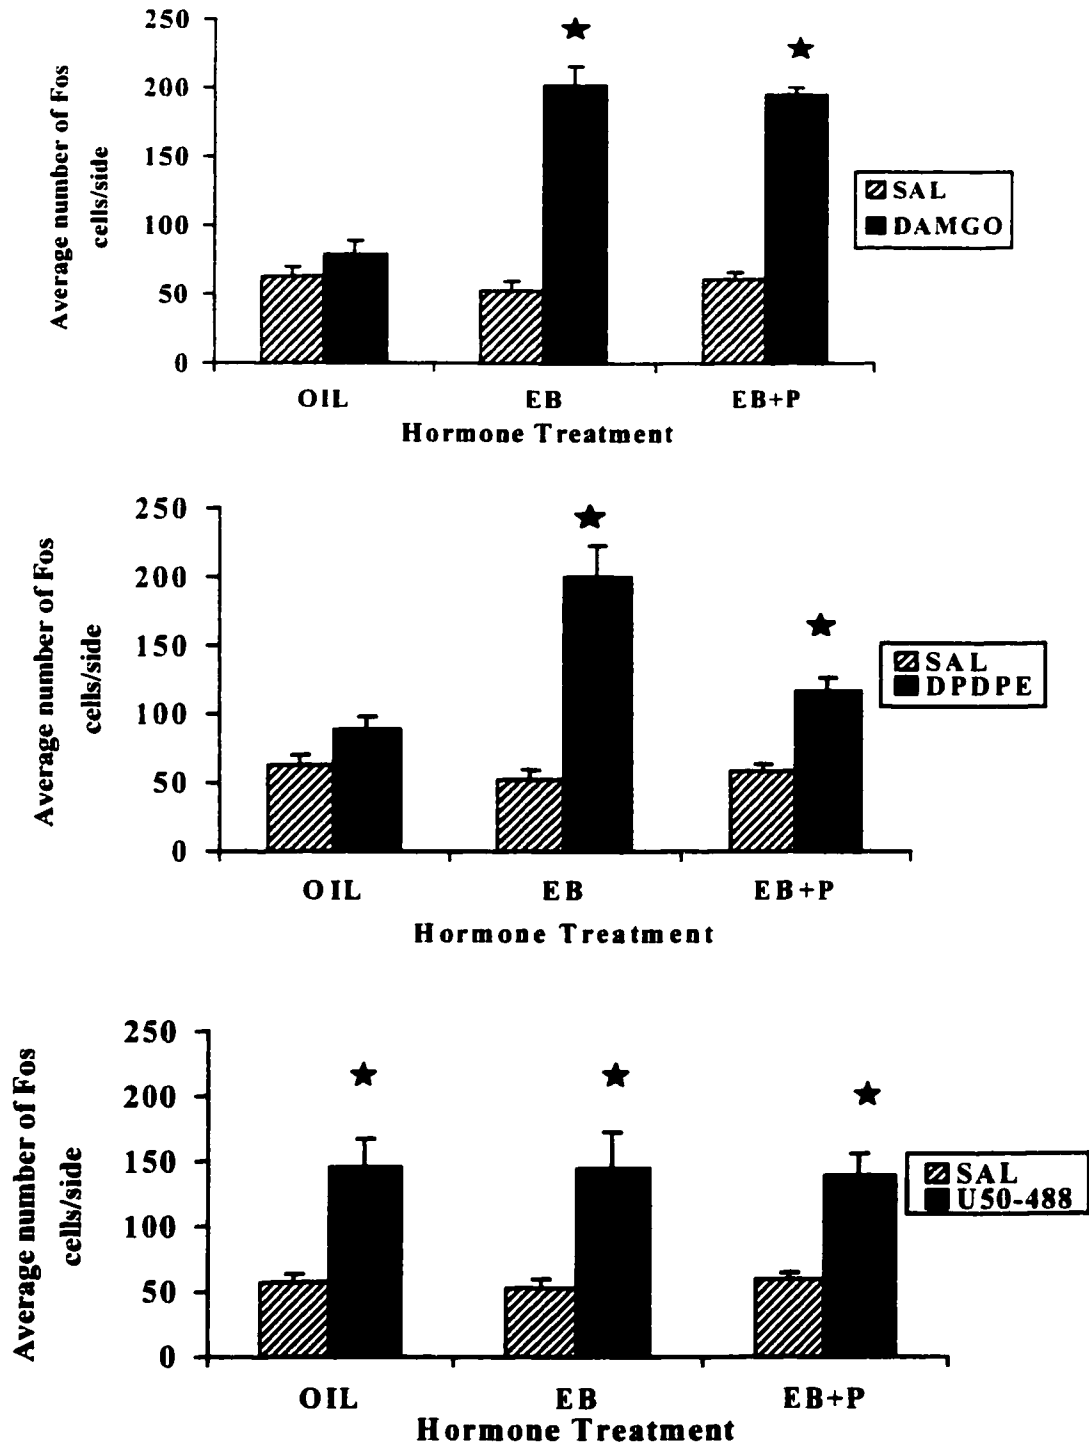 250
200
150
100
50
0
Average number of Fos
cells/side
SAL
DAMGO
OIL EB EB+P
Hormone Treatment
250
200
150
100
50
0
Average number of Fos
cells/side
SAL
DPDPE
OIL EB EB+P
Hormone Treatment
250
200
150
100
50
0
Average number of Fos
cells/side
SAL
U50-488
OIL EB EB+P
Hormone Treatment